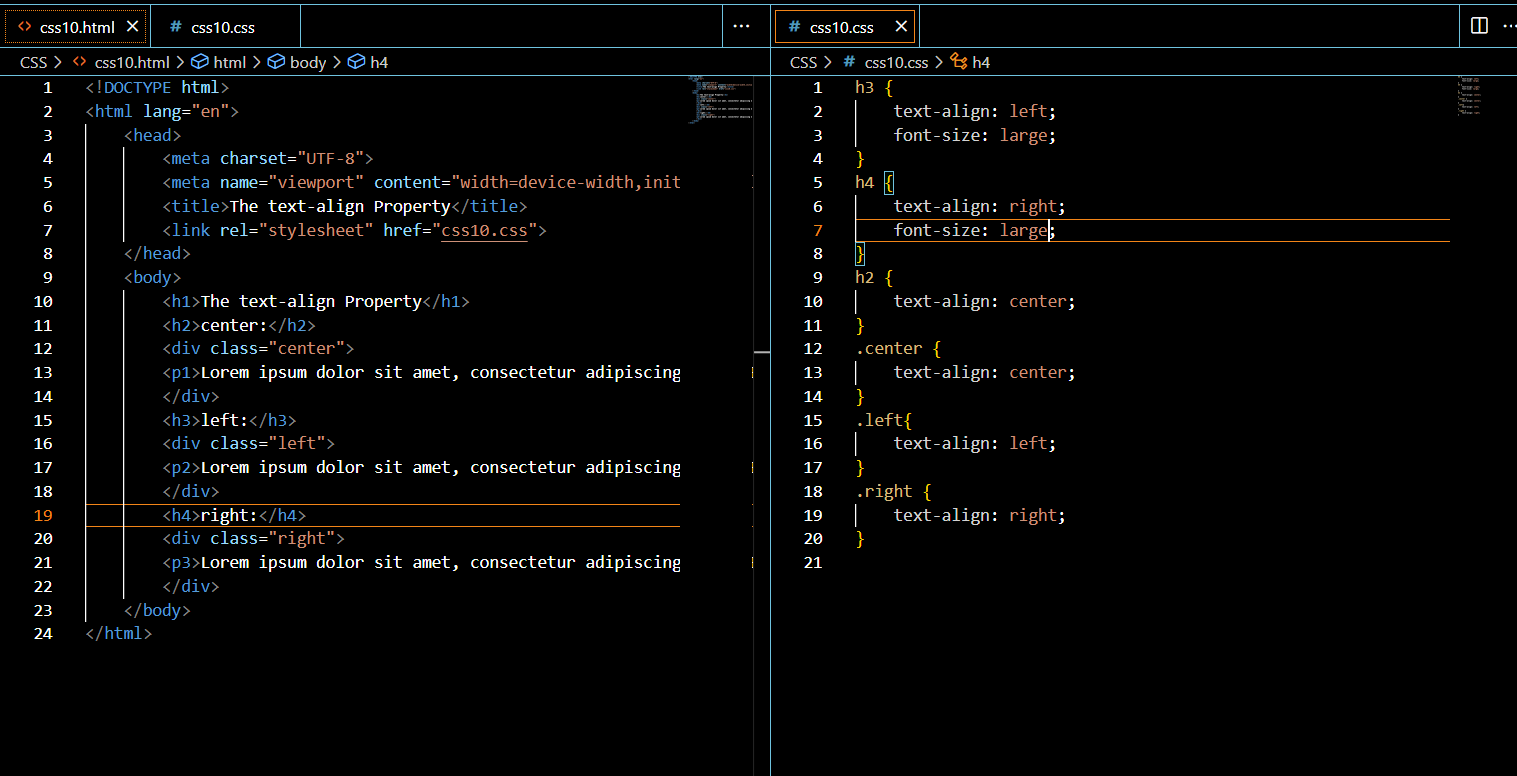 css10.html
css10.css
css10.css
CSS > css10.html > html > body > h4
CSS > css10.css > h4
1 <!DOCTYPE html>
2 <html lang="en">
3 <head>
4 <meta charset="UTF-8">
5 <meta name="viewport" content="width=device-width,init
6 <title>The text-align Property</title>
7 <link rel="stylesheet" href="css10.css">
8 </head>
9 <body>
10 <h1>The text-align Property</h1>
11 <h2>center:</h2>
12 <div class="center">
13 <p1>Lorem ipsum dolor sit amet, consectetur adipiscing
14 </div>
15 <h3>left:</h3>
16 <div class="left">
17 <p2>Lorem ipsum dolor sit amet, consectetur adipiscing
18 </div>
19 <h4>right:</h4>
20 <div class="right">
21 <p3>Lorem ipsum dolor sit amet, consectetur adipiscing
22 </div>
23 </body>
24 </html>
1 h3 {
2 text-align: left;
3 font-size: large;
4 }
5 h4 {
6 text-align: right;
7 font-size: large;
8 }
9 h2 {
10 text-align: center;
11 }
12 .center {
13 text-align: center;
14 }
15 .left{
16 text-align: left;
17 }
18 .right {
19 text-align: right;
20 }
21